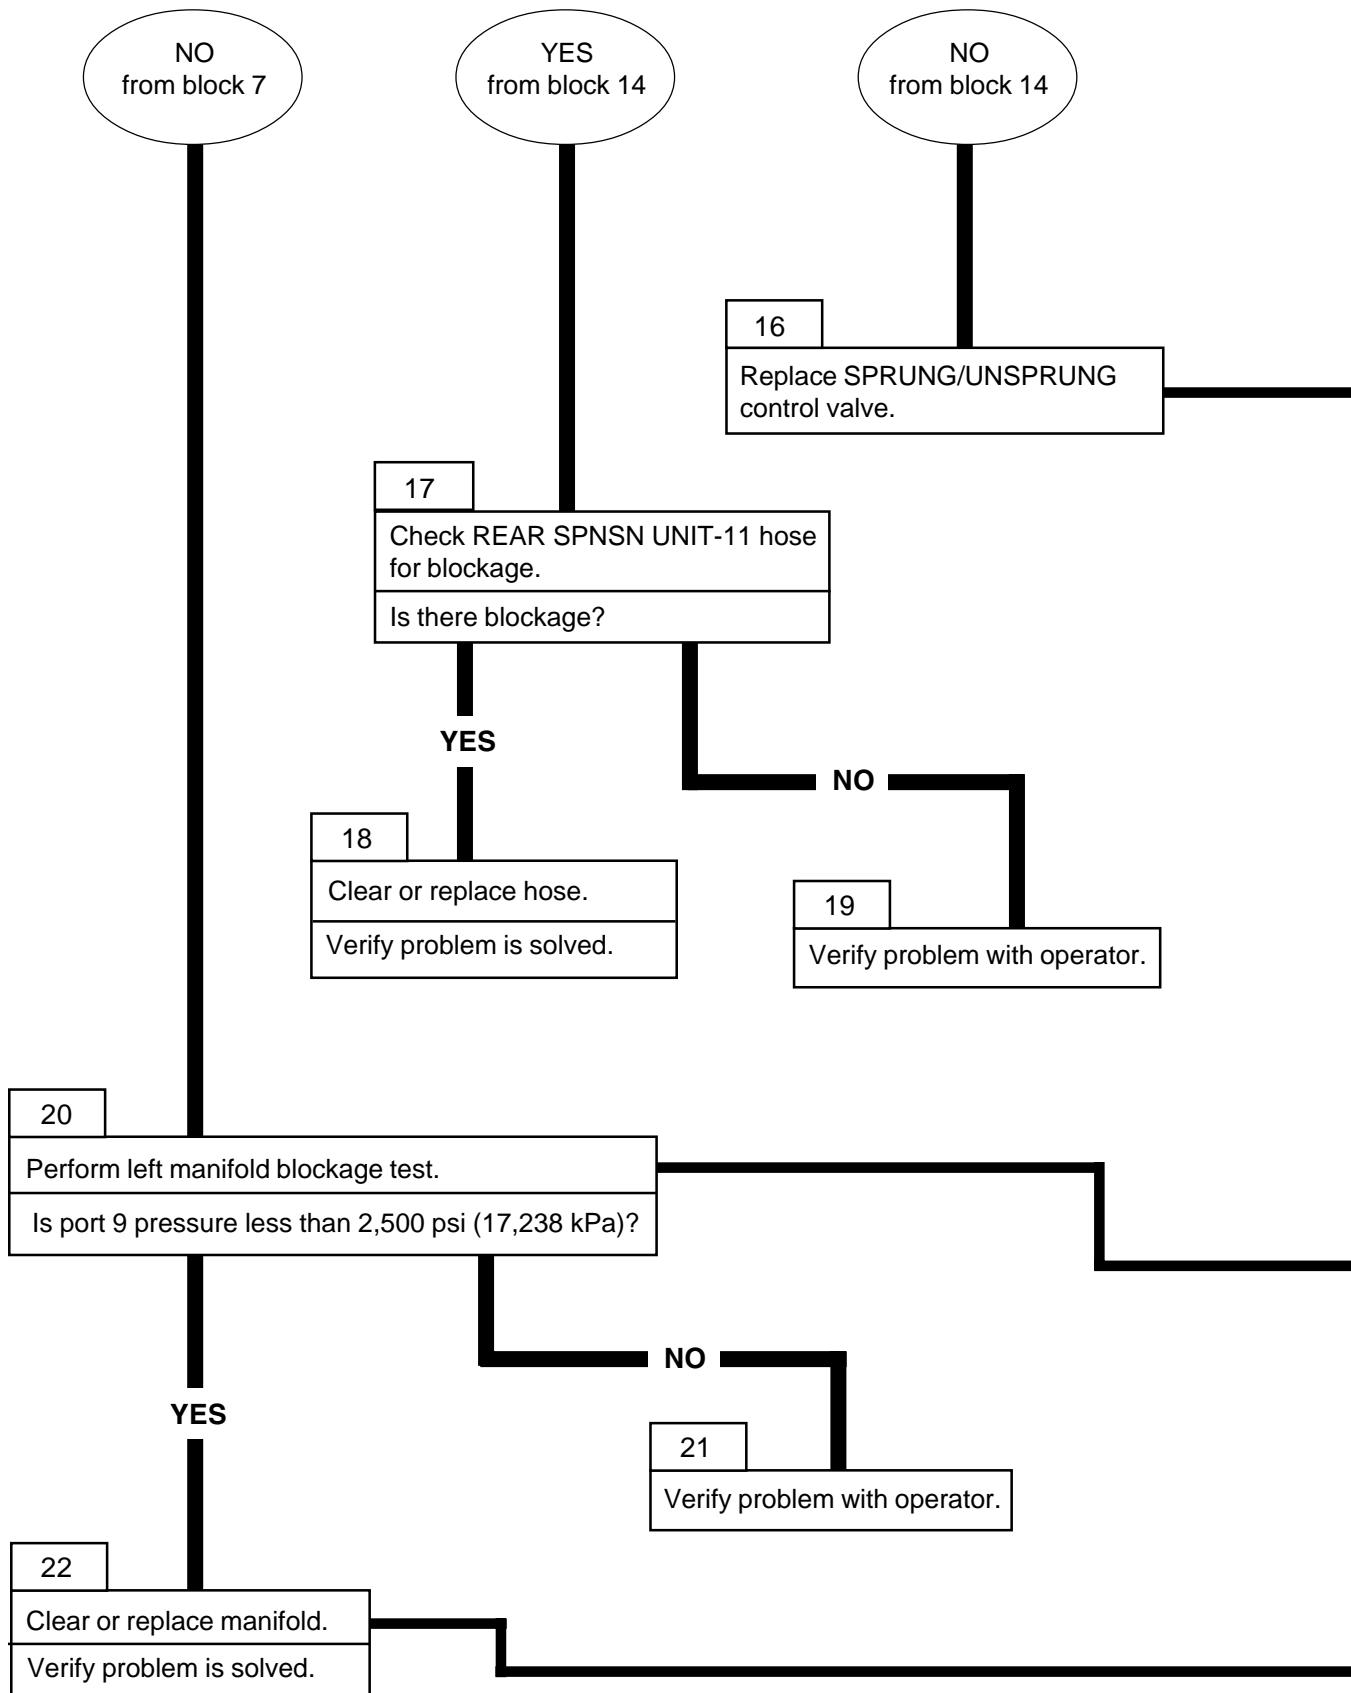 NO
from block 7
YES
from block 14
NO
from block 14
16
Replace SPRUNG/UNSPRUNG
control valve.
17
Check REAR SPNSN UNIT-11 hose
for blockage.
Is there blockage?
YES
NO
18
Clear or replace hose.
Verify problem is solved.
19
Verify problem with operator.
20
Perform left manifold blockage test.
Is port 9 pressure less than 2,500 psi (17,238 kPa)?
NO
YES
21
Verify problem with operator.
22
Clear or replace manifold.
Verify problem is solved.